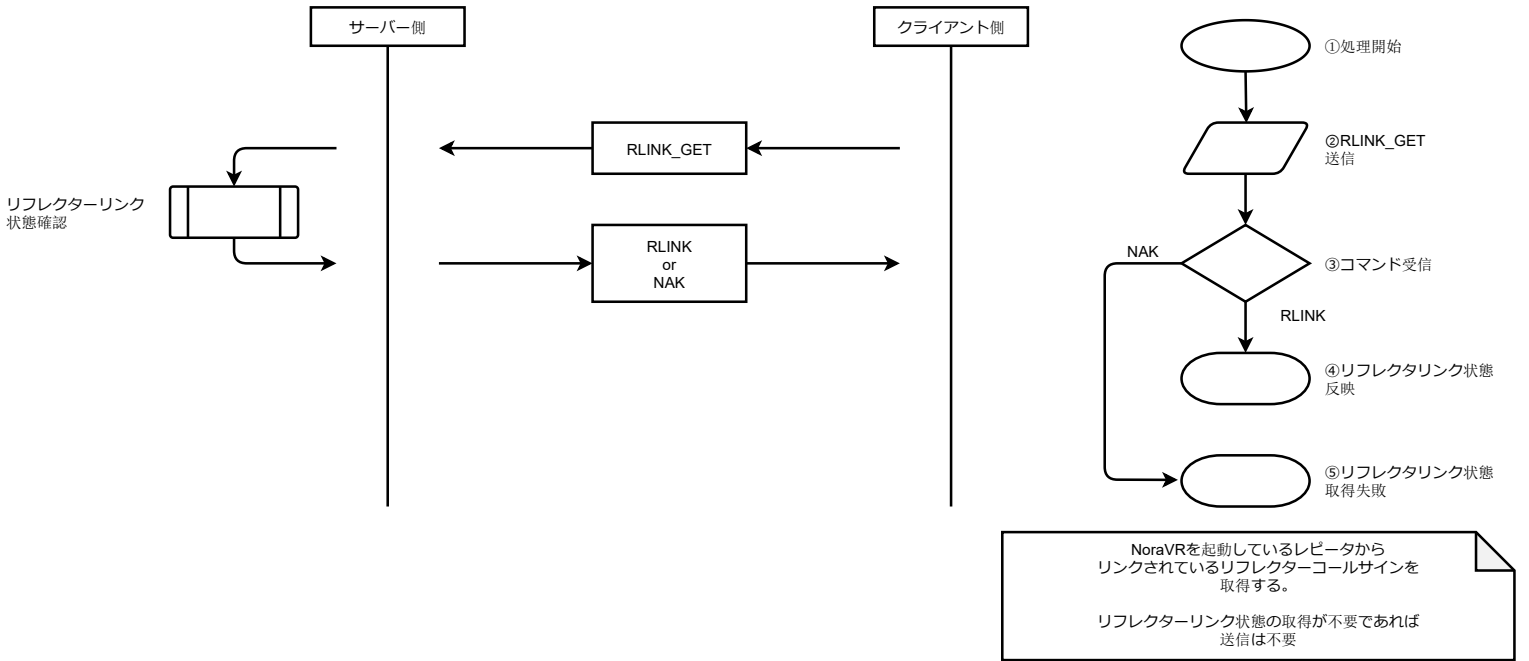 サーバー側
クライアント側
①処理開始
RLINK_GET
②RLINK_GET
送信
リフレクターリンク
状態確認
RLINK
or
NAK
NAK
③コマンド受信
RLINK
④リフレクタリンク状態
反映
⑤リフレクタリンク状態
取得失敗
NoraVRを起動しているレピータから
リンクされているリフレクターコールサインを
取得する。
リフレクターリンク状態の取得が不要であれば
送信は不要